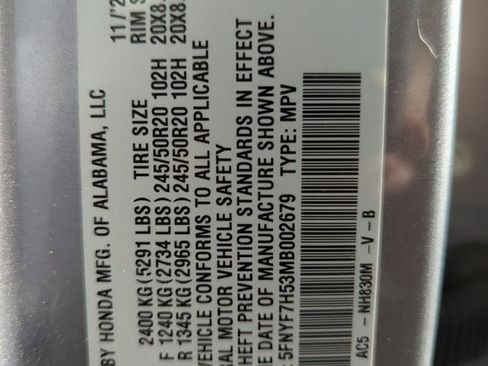 BY HONDA MFG. OF ALABAMA, LLC 11/2
2400 KG (5291 LBS) TIRE SIZE RIM S
F 1240 KG (2734 LBS) 245/50R20 102H 20X8.
R 1345 KG (2965 LBS) 245/50R20 102H 20X8.
VEHICLE CONFORMS TO ALL APPLICABLE
RAL MOTOR VEHICLE SAFETY
THEFT PREVENTION STANDARDS IN EFFECT
E DATE OF MANUFACTURE SHOWN ABOVE.
: 5FNYF7H53MB002679 TYPE: MPV
AC5 - NH830M -V-B